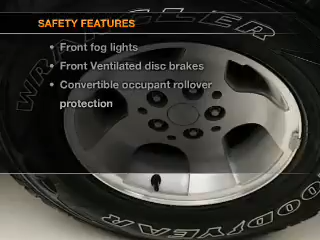 SAFETY FEATURES
WRANGLER
• Front fog lights
• Front Ventilated disc brakes
• Convertible occupant rollover
protection
GOODYEAR